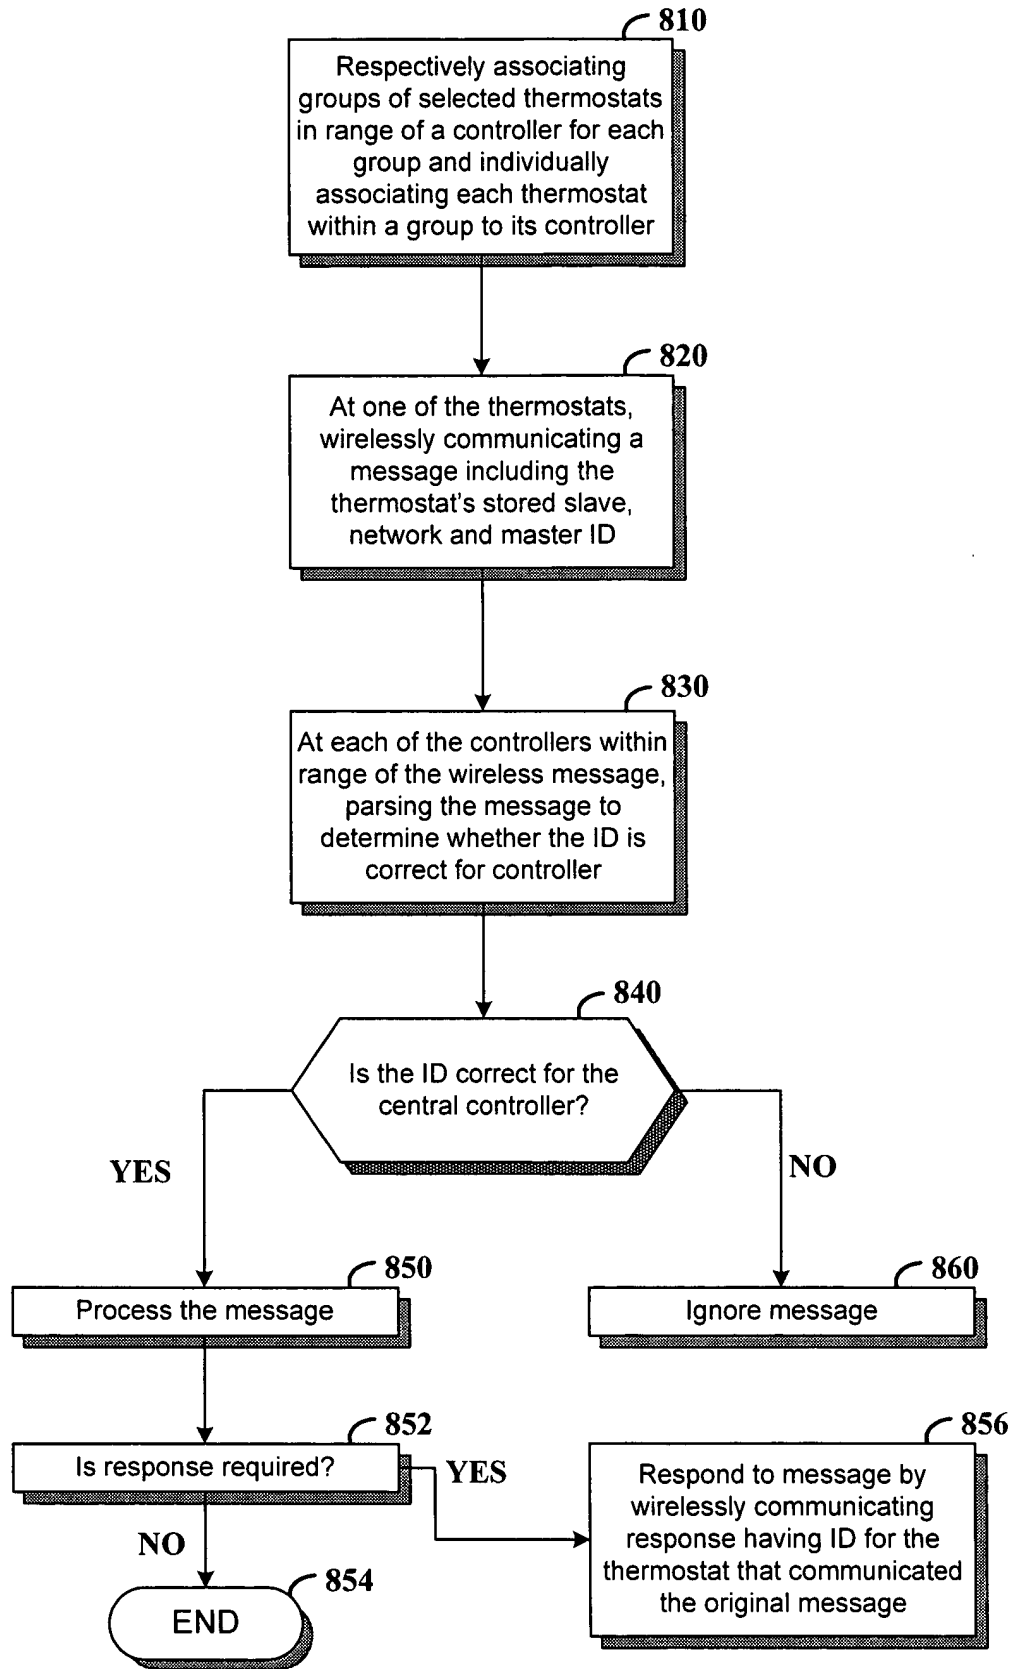 810
Respectively associating
groups of selected thermostats
in range of a controller for each
group and individually
associating each thermostat
within a group to its controller
820
At one of the thermostats,
wirelessly communicating a
message including the
thermostat's stored slave,
network and master ID
830
At each of the controllers within
range of the wireless message,
parsing the message to
determine whether the ID is
correct for controller
840
Is the ID correct for the
central controller?
YES
NO
850
Process the message
860
Ignore message
852
Is response required?
YES
NO
854
END
856
Respond to message by
wirelessly communicating
response having ID for the
thermostat that communicated
the original message